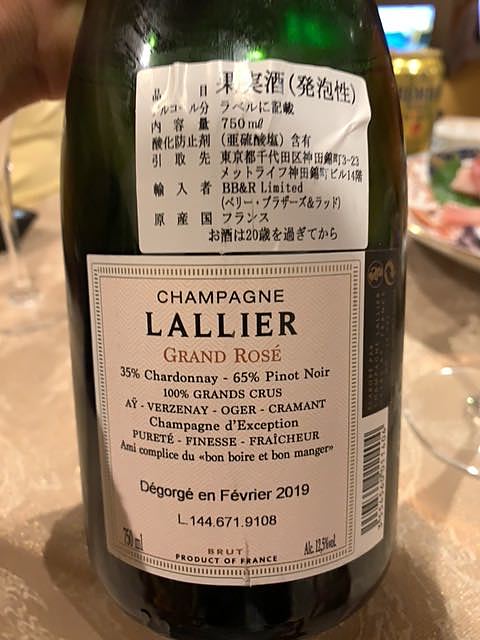 品 目 果実酒(発泡性)
アルコール分 ラベルに記載
内容量 750mℓ
酸化防止剤 (亜硫酸塩) 含有
引取先 東京都千代田区神田錦町3-23
メットライフ神田錦町ビル14階
輸入者 BB&R Limited
(ベリー・ブラザーズ&ラッド)
原産国 フランス
お酒は20歳を過ぎてから
CHAMPAGNE
LALLIER
GRAND ROSÉ
35% Chardonnay - 65% Pinot Noir
100% GRANDS CRUS
AŸ - VERZENAY - OGER - CRAMANT
Champagne d'Exception
PURETÉ - FINESSE - FRAÎCHEUR
Ami complice du «bon boire et bon manger»
Dégorgé en Février 2019
L.144.671.9108
BRUT
750 ml PRODUCT OF FRANCE Alc. 12,5% vol.